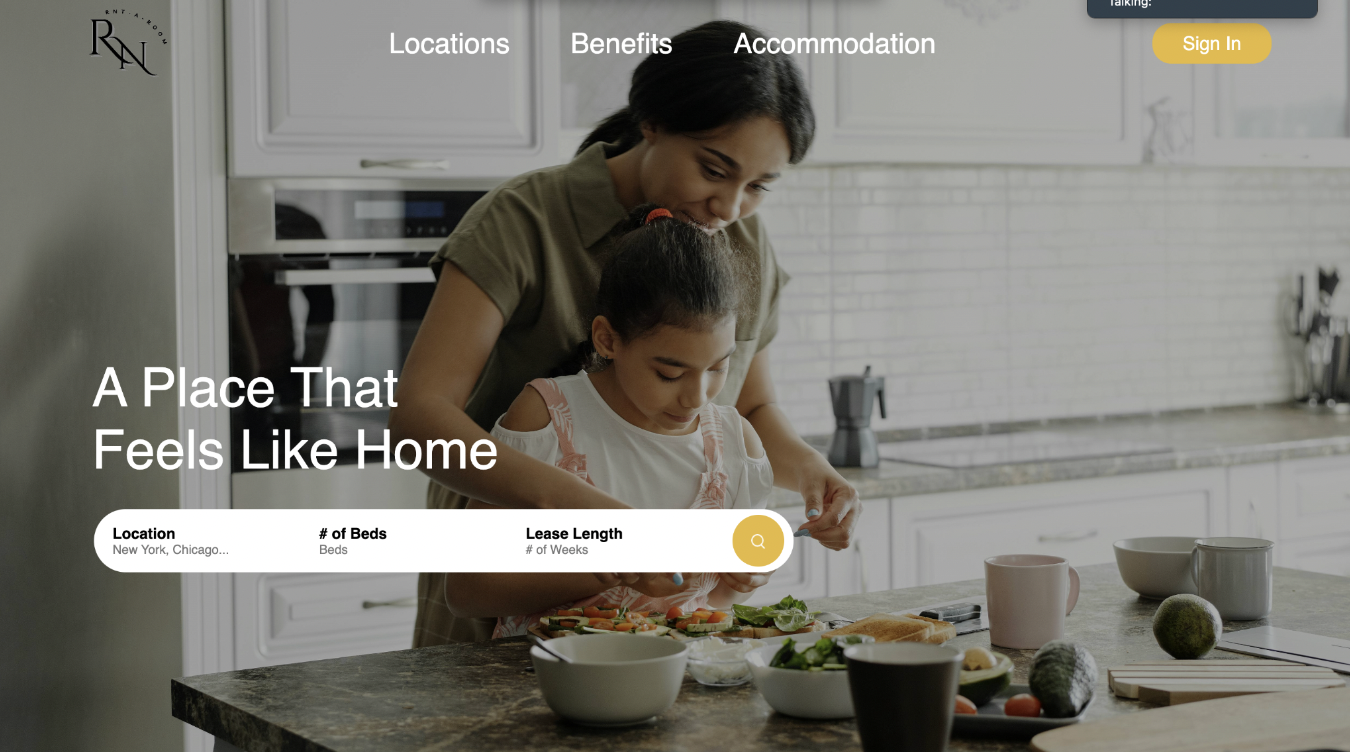 RNT-A-ROOM
RN
Talking:
Locations
Benefits
Accommodation
Sign In
A Place That
Feels Like Home
Location
New York, Chicago...
# of Beds
Beds
Lease Length
# of Weeks